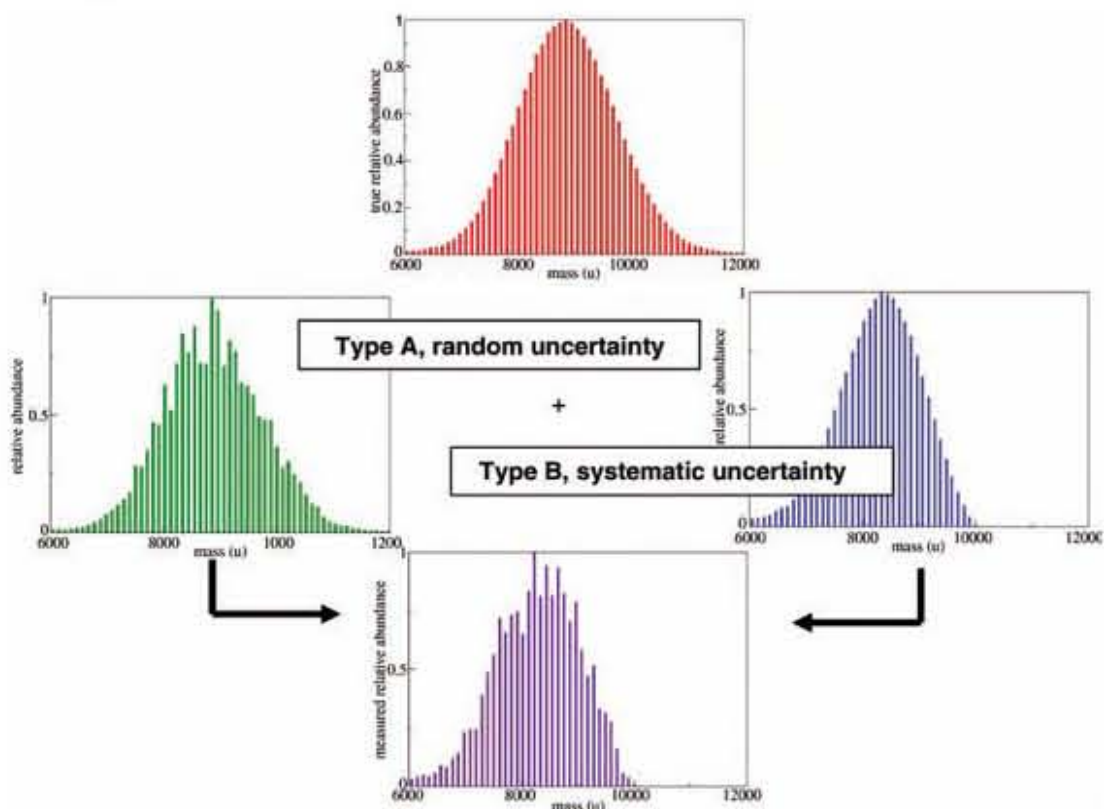 true relative abundance
1
0.8
0.6
0.4
0.2
0
6000 8000 10000 12000
mass (u)
relative abundance
1
0.5
0
6000 8000 1000 1200
mass (u)
Type A, random uncertainty
+
Type B, systematic uncertainty
relative abundance
1
0.5
0
6000 8000 10000 12000
mass (u)
measured relative abundance
1
0.5
0
6000 8000 10000 12000
mass (u)